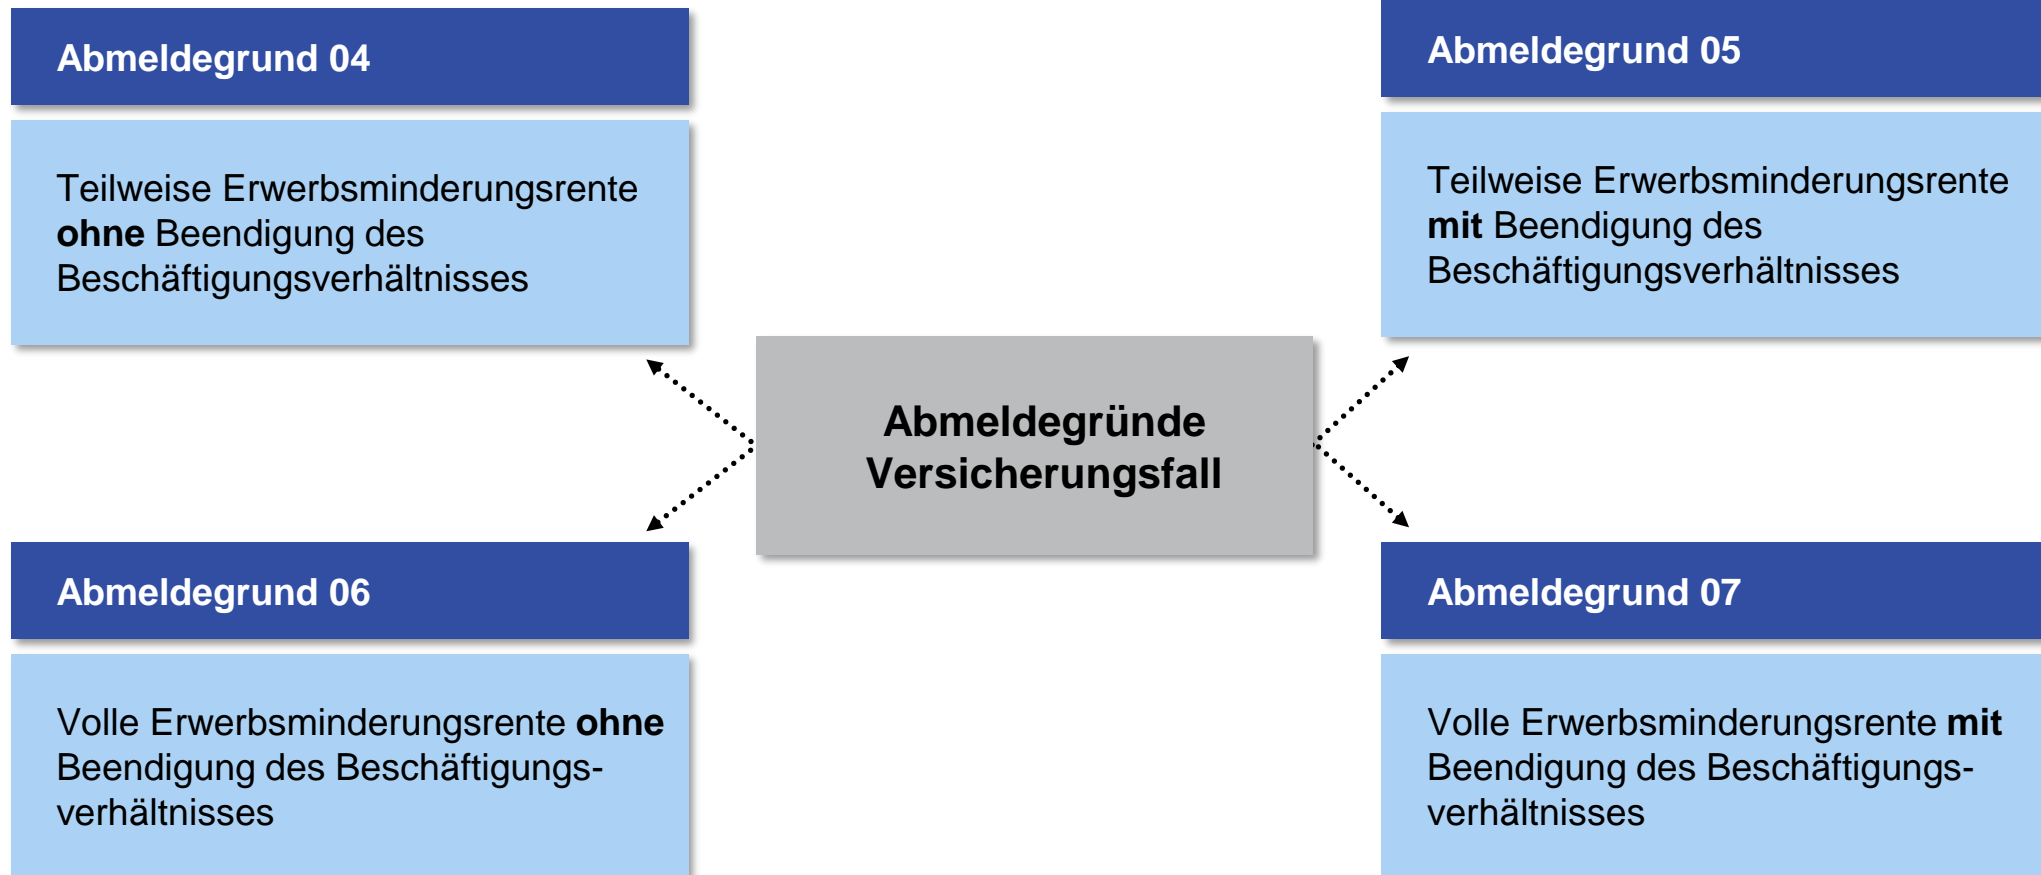 Abmeldegrund 04
Teilweise Erwerbsminderungsrente
ohne Beendigung des
Beschäftigungsverhältnisses
Abmeldegrund 05
Teilweise Erwerbsminderungsrente
mit Beendigung des
Beschäftigungsverhältnisses
Abmeldegründe
Versicherungsfall
Abmeldegrund 06
Volle Erwerbsminderungsrente ohne
Beendigung des Beschäftigungs-
verhältnisses
Abmeldegrund 07
Volle Erwerbsminderungsrente mit
Beendigung des Beschäftigungs-
verhältnisses